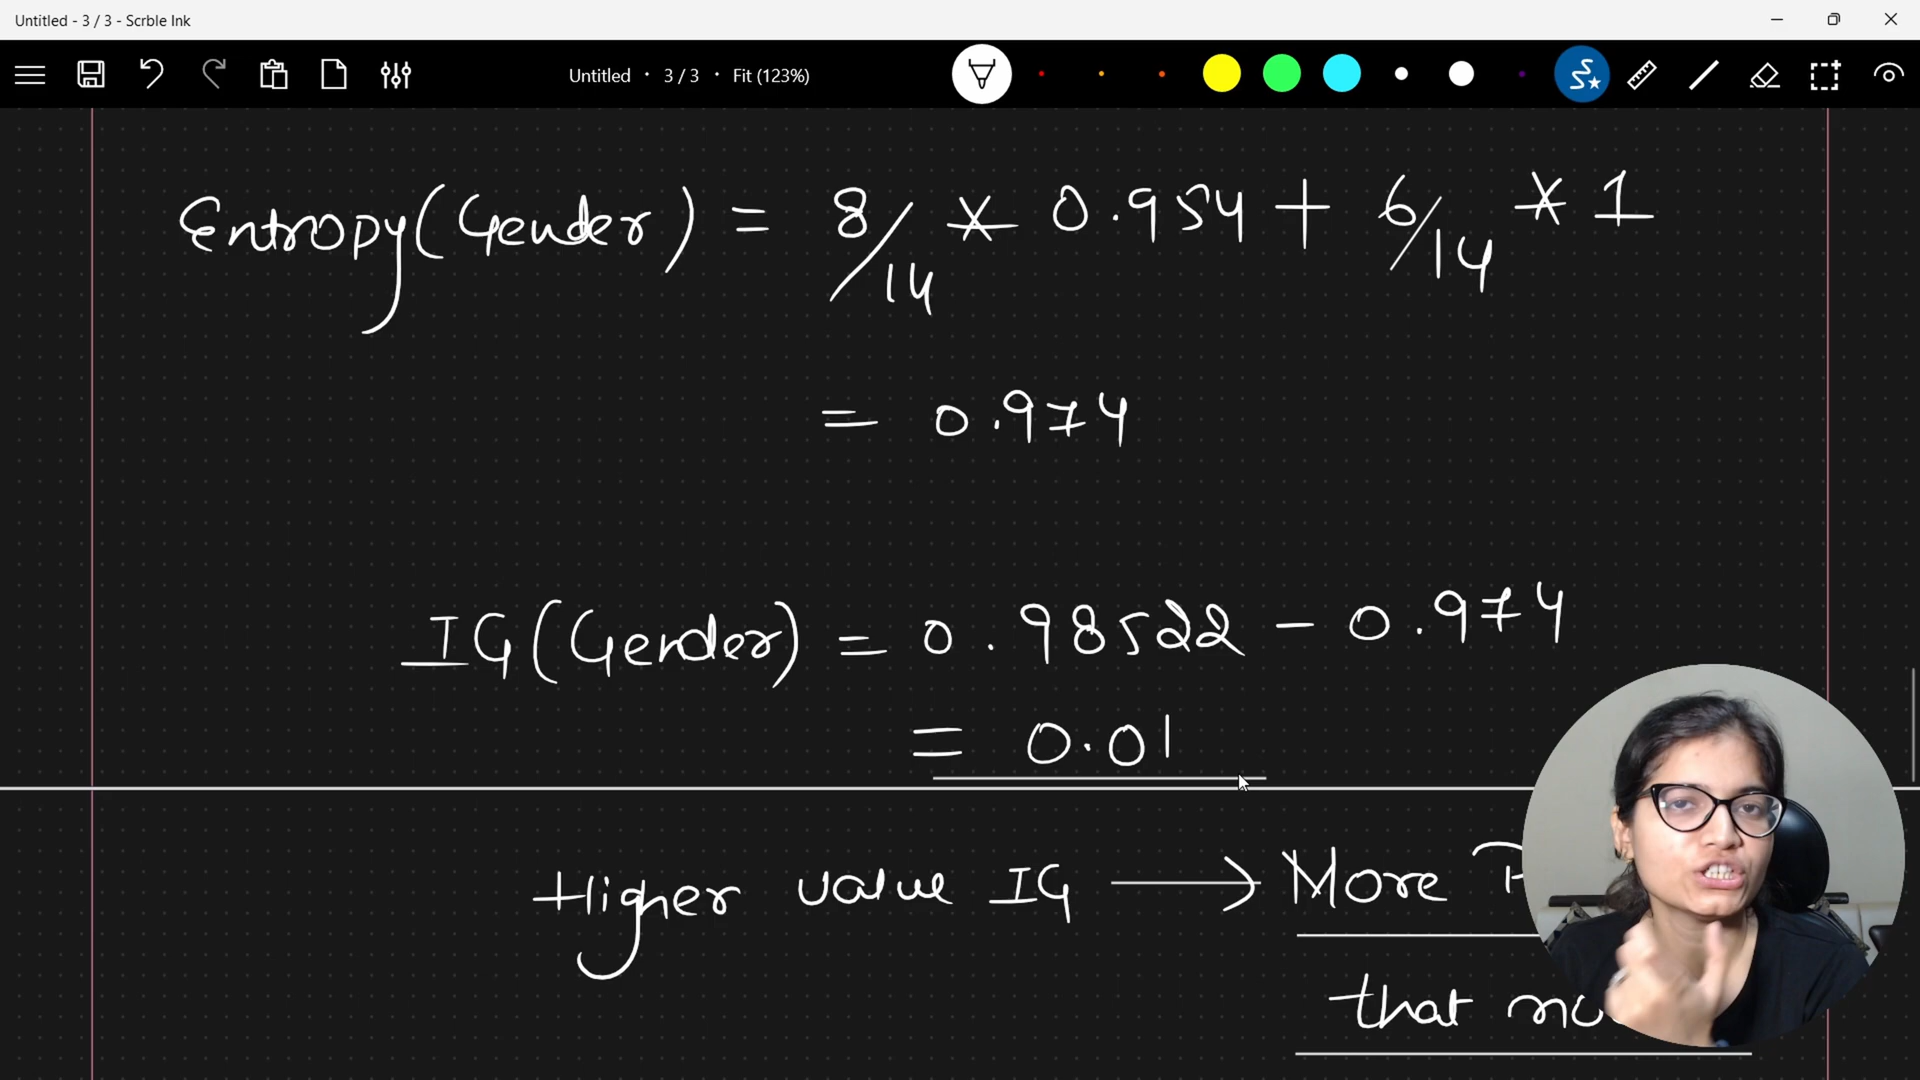 Untitled - 3 / 3 - Scrble Ink
Untitled • 3 / 3 • Fit (123%)
Entropy(Gender) = 8/14 * 0.954 + 6/14 * 1
= 0.974
IG(Gender) = 0.98522 - 0.974
= 0.01
Higher value IG → More
that